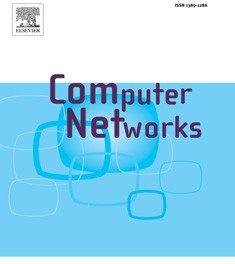 ISSN 1389-1286
ELSEVIER
Computer
Networks